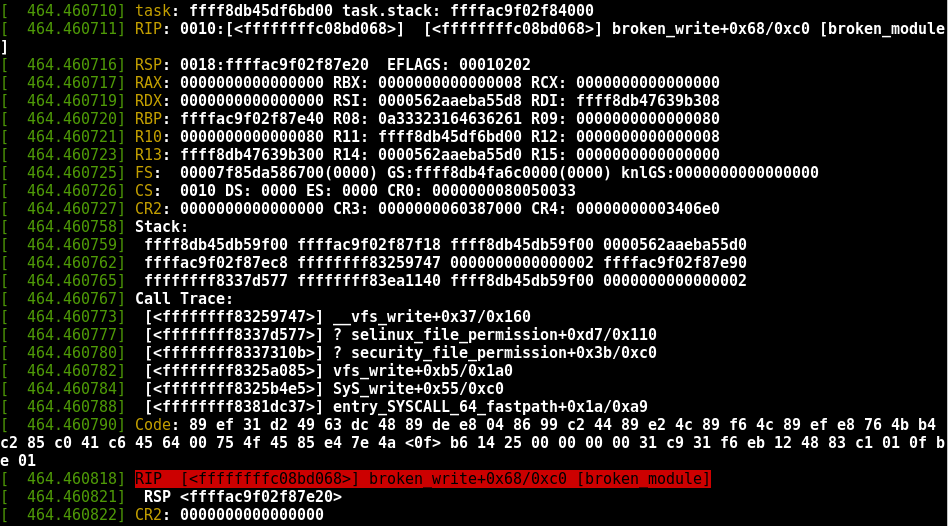 [  464.460710] task: ffff8db45df6bd00 task.stack: ffffac9f02f84000
[  464.460711] RIP: 0010:[<ffffffffc08bd068>]  [<ffffffffc08bd068>] broken_write+0x68/0xc0 [broken_module
]
[  464.460716] RSP: 0018:ffffac9f02f87e20  EFLAGS: 00010202
[  464.460717] RAX: 0000000000000000 RBX: 0000000000000008 RCX: 0000000000000000
[  464.460719] RDX: 0000000000000000 RSI: 0000562aaeba55d8 RDI: ffff8db47639b308
[  464.460720] RBP: ffffac9f02f87e40 R08: 0a33323164636261 R09: 0000000000000080
[  464.460721] R10: 0000000000000080 R11: ffff8db45df6bd00 R12: 0000000000000008
[  464.460723] R13: ffff8db47639b300 R14: 0000562aaeba55d0 R15: 0000000000000000
[  464.460725] FS:  00007f85da586700(0000) GS:ffff8db4fa6c0000(0000) knlGS:0000000000000000
[  464.460726] CS:  0010 DS: 0000 ES: 0000 CR0: 0000000080050033
[  464.460727] CR2: 0000000000000000 CR3: 0000000060387000 CR4: 00000000003406e0
[  464.460758] Stack:
[  464.460759]  ffff8db45db59f00 ffffac9f02f87f18 ffff8db45db59f00 0000562aaeba55d0
[  464.460762]  ffffac9f02f87ec8 ffffffff83259747 0000000000000002 ffffac9f02f87e90
[  464.460765]  ffffffff8337d577 ffffffff83ea1140 ffff8db45db59f00 0000000000000002
[  464.460767] Call Trace:
[  464.460773]  [<ffffffff83259747>] __vfs_write+0x37/0x160
[  464.460777]  [<ffffffff8337d577>] ? selinux_file_permission+0xd7/0x110
[  464.460780]  [<ffffffff8337310b>] ? security_file_permission+0x3b/0xc0
[  464.460782]  [<ffffffff8325a085>] vfs_write+0xb5/0x1a0
[  464.460784]  [<ffffffff8325b4e5>] SyS_write+0x55/0xc0
[  464.460788]  [<ffffffff8381dc37>] entry_SYSCALL_64_fastpath+0x1a/0xa9
[  464.460790] Code: 89 ef 31 d2 49 63 dc 48 89 de e8 04 86 99 c2 44 89 e2 4c 89 f6 4c 89 ef e8 76 4b b4
c2 85 c0 41 c6 45 64 00 75 4f 45 85 e4 7e 4a <0f> b6 14 25 00 00 00 00 31 c9 31 f6 eb 12 48 83 c1 01 0f b
e 01
[  464.460818] RIP  [<ffffffffc08bd068>] broken_write+0x68/0xc0 [broken_module]
[  464.460821]  RSP <ffffac9f02f87e20>
[  464.460822] CR2: 0000000000000000